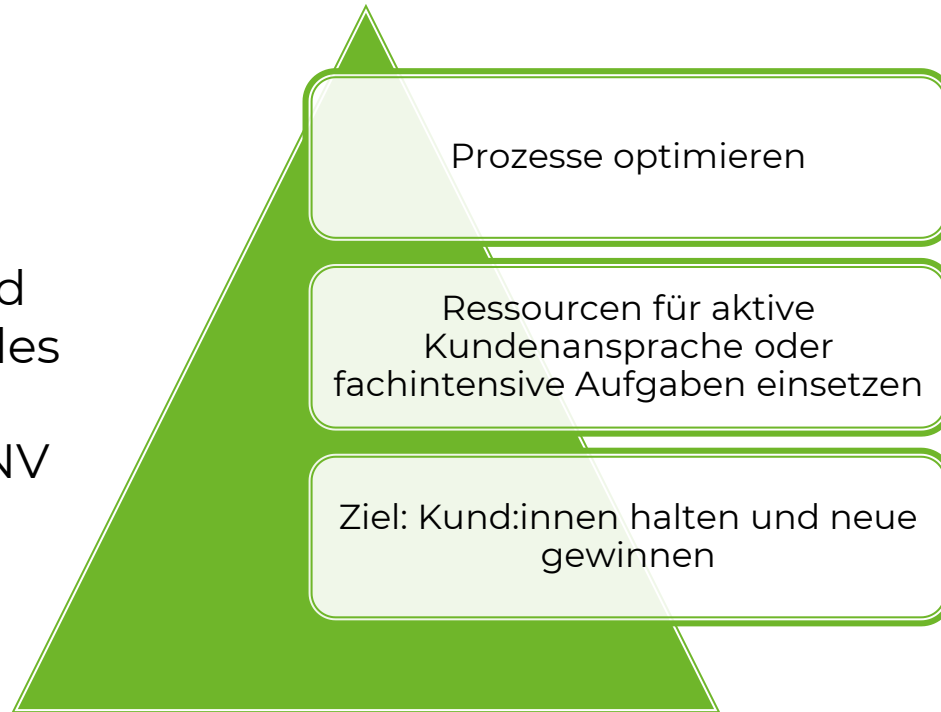 Prozesse optimieren
Ressourcen für aktive
Kundenansprache oder
fachintensive Aufgaben einsetzen
Ziel: Kund:innen halten und neue
gewinnen